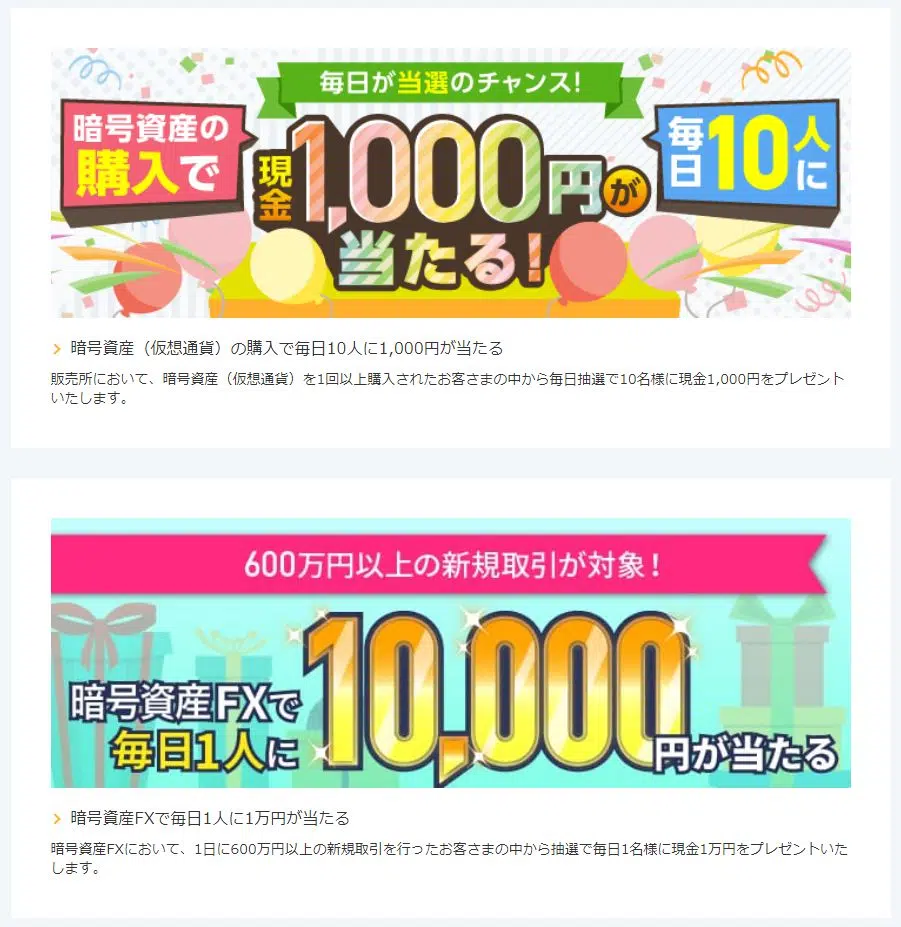 毎日が当選のチャンス!
暗号資産の
購入で
現金1,000円が
当たる!
毎日10人に
暗号資産（仮想通貨）の購入で毎日10人に1,000円が当たる
販売所において、暗号資産（仮想通貨）を1回以上購入されたお客さまの中から毎日抽選で10名様に現金1,000円をプレゼント
いたします。
600万円以上の新規取引が対象!
暗号資産FXで
毎日1人に
10,000
円が当たる
暗号資産FXで毎日1人に1万円が当たる
暗号資産FXにおいて、1日に600万円以上の新規取引を行ったお客さまの中から抽選で毎日1名様に現金1万円をプレゼントいた
します。